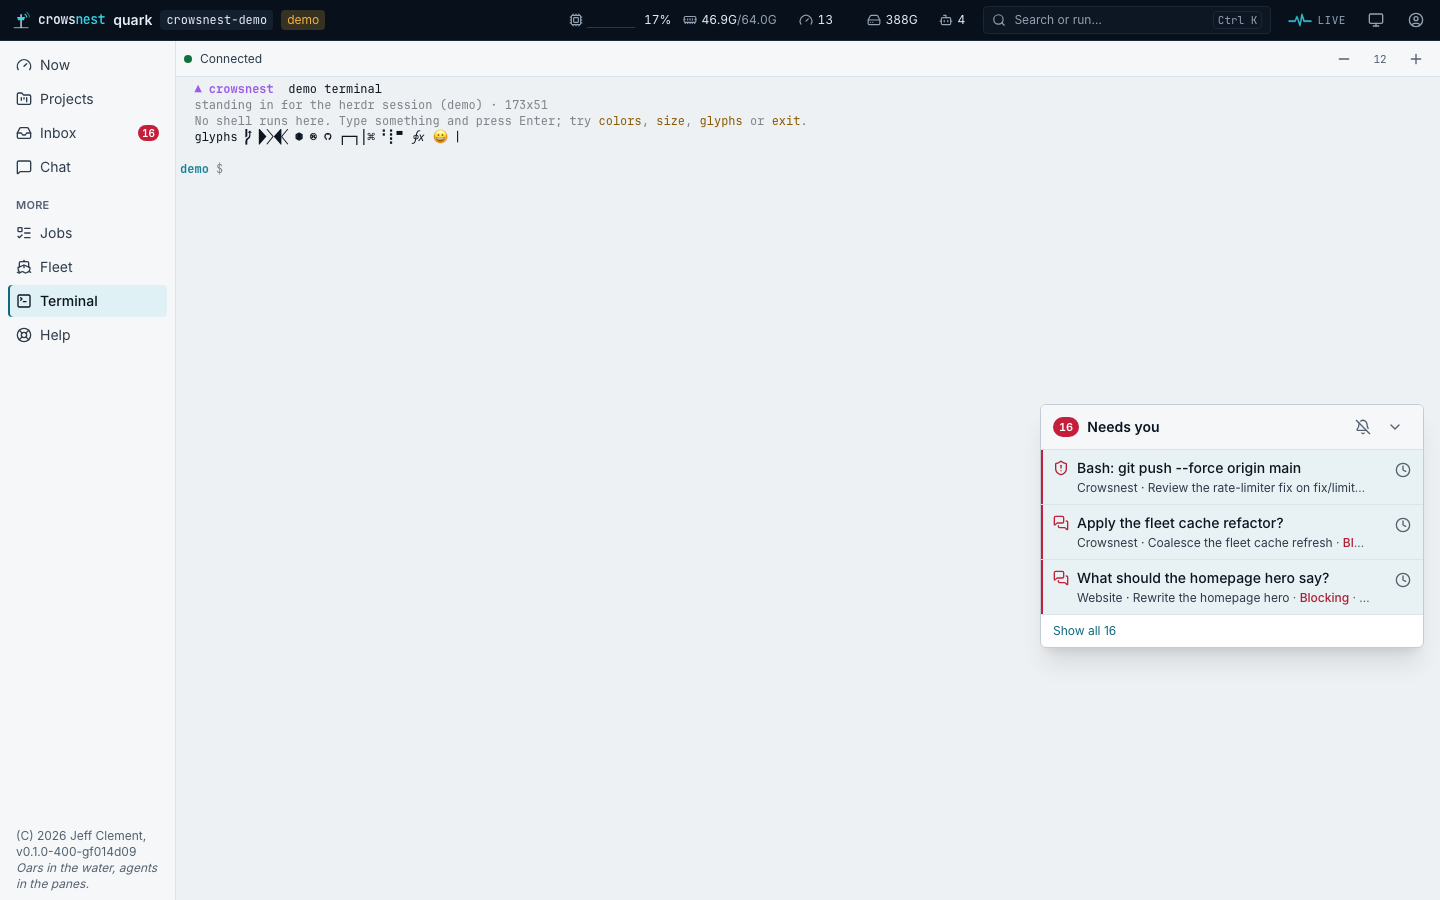 crowsnest quark crowsnest-demo demo 17% 46.9G/64.0G 13 388G 4 Search or run... Ctrl K LIVE
Now
Projects
Inbox 16
Chat
MORE
Jobs
Fleet
Terminal
Help
Connected 12
▲ crowsnest demo terminal
standing in for the herdr session (demo) · 173x51
No shell runs here. Type something and press Enter; try colors, size, glyphs or exit.
glyphs
demo $
16 Needs you
Bash: git push --force origin main
Crowsnest · Review the rate-limiter fix on fix/limit...
Apply the fleet cache refactor?
Crowsnest · Coalesce the fleet cache refresh · Bl...
What should the homepage hero say?
Website · Rewrite the homepage hero · Blocking · ...
Show all 16
(C) 2026 Jeff Clement,
v0.1.0-400-gf014d09
Oars in the water, agents
in the panes.